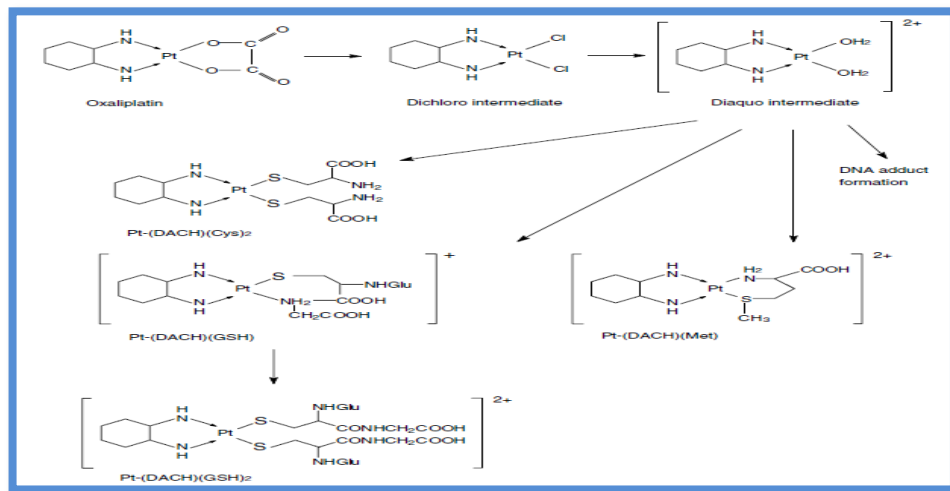 H
N
N
H
Pt
O
O
C
C
O
O
Oxaliplatin
H
N
N
H
Pt
Cl
Cl
Dichloro intermediate
H
N
N
H
Pt
OH2
OH2
2+
Diaquo intermediate
DNA adduct
formation
H
N
N
H
Pt
S
S
COOH
NH2
NH2
COOH
Pt-(DACH)(Cys)2
H
N
N
H
Pt
S
NH2
NHGlu
COOH
CH2COOH
+
Pt-(DACH)(GSH)
H
N
N
H
Pt
H2
N
S
CH3
COOH
2+
Pt-(DACH)(Met)
H
N
N
H
Pt
S
S
NHGlu
CONHCH2COOH
CONHCH2COOH
NHGlu
2+
Pt-(DACH)(GSH)2